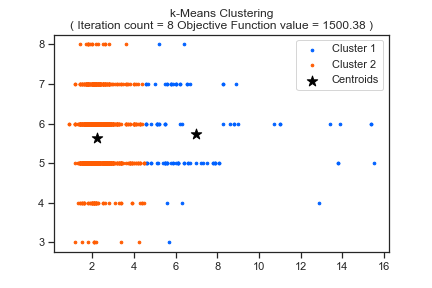 k-Means Clustering
( Iteration count = 8 Objective Function value = 1500.38 )
8
7
6
5
4
3
Cluster 1
Cluster 2
Centroids
2 4 6 8 10 12 14 16